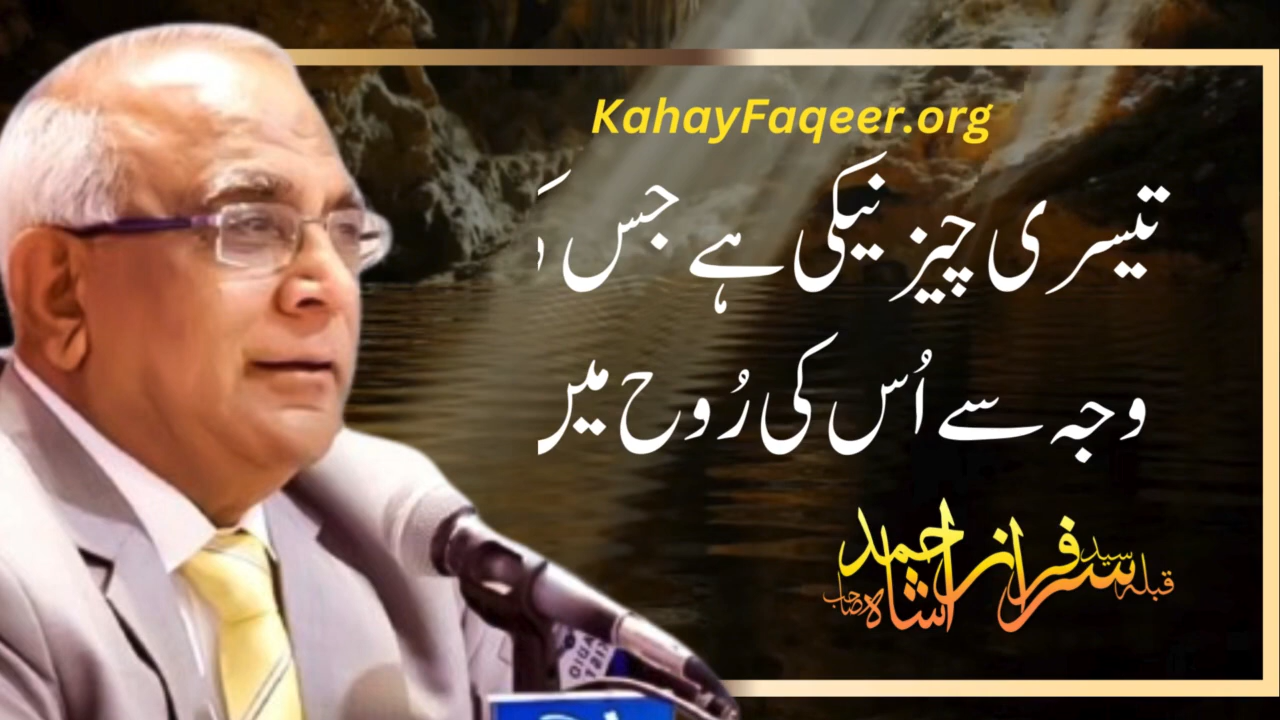 KahayFaqeer.org
تیسری چیز نیکی ہے جس
وجہ سے اُس کی رُوح میں
قبلہ سید سرفراز احمد شاہ صاحب